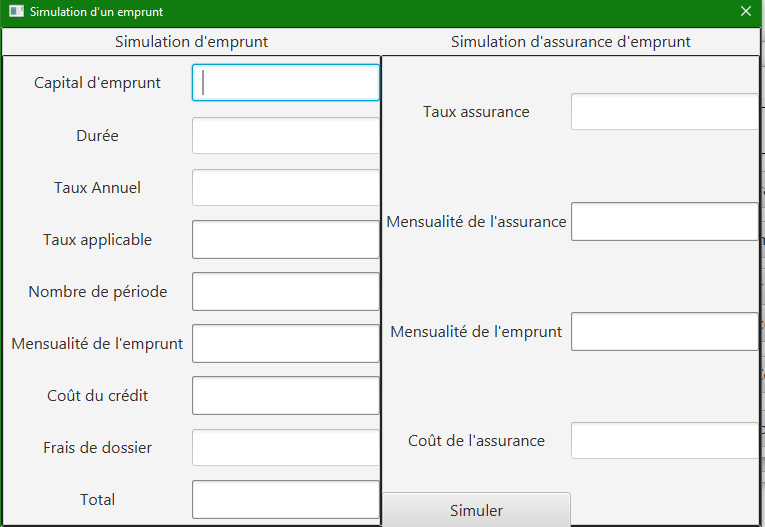 Simulation d'un emprunt
Simulation d'emprunt
Capital d'emprunt
Durée
Taux Annuel
Taux applicable
Nombre de période
Mensualité de l'emprunt
Coût du crédit
Frais de dossier
Total
Simulation d'assurance d'emprunt
Taux assurance
Mensualité de l'assurance
Mensualité de l'emprunt
Coût de l'assurance
Simuler